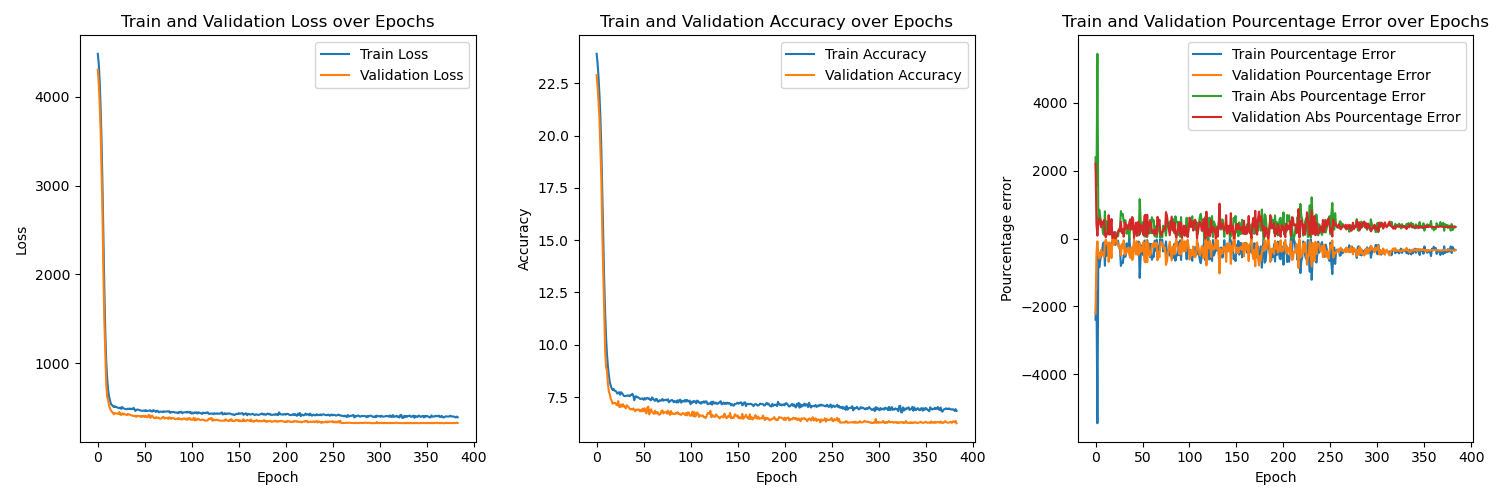 Train and Validation Loss over Epochs
Train Loss
Validation Loss
4000
3000
2000
1000
Loss
0 50 100 150 200 250 300 350 400
Epoch
Train and Validation Accuracy over Epochs
Train Accuracy
Validation Accuracy
22.5
20.0
17.5
15.0
12.5
10.0
7.5
Accuracy
0 50 100 150 200 250 300 350 400
Epoch
Train and Validation Pourcentage Error over Epochs
Train Pourcentage Error
Validation Pourcentage Error
Train Abs Pourcentage Error
Validation Abs Pourcentage Error
4000
2000
0
−2000
−4000
Pourcentage error
0 50 100 150 200 250 300 350 400
Epoch